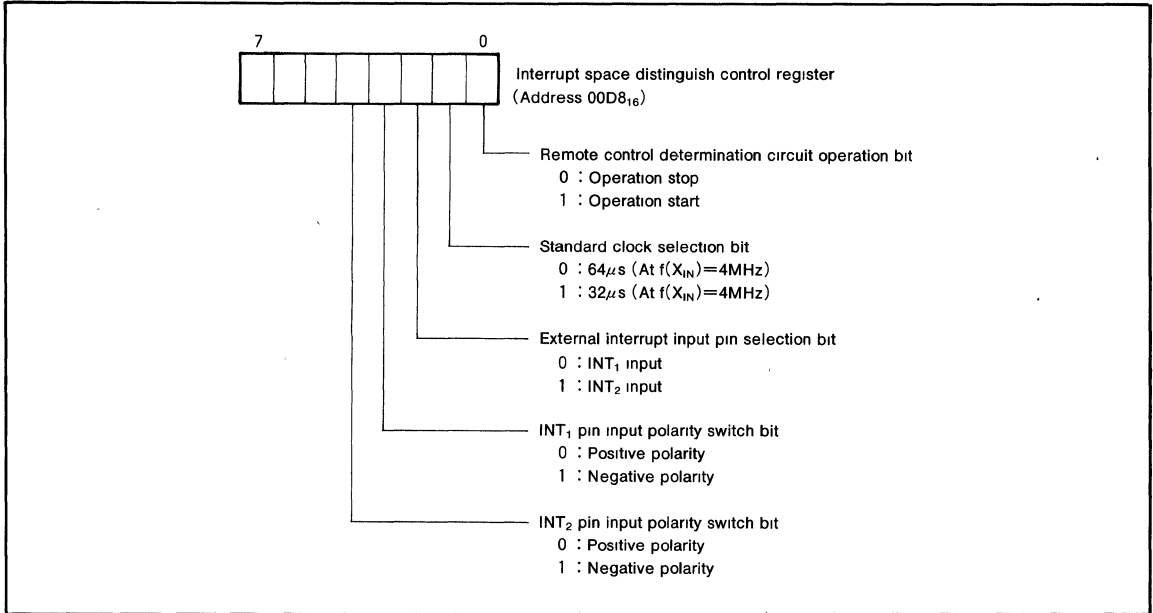 7 0
Interrupt space distinguish control register
(Address 00D8₁₆)
Remote control determination circuit operation bit
0 : Operation stop
1 : Operation start
Standard clock selection bit
0 : 64μs (At f(X_IN)=4MHz)
1 : 32μs (At f(X_IN)=4MHz)
External interrupt input pin selection bit
0 : INT₁ input
1 : INT₂ input
INT₁ pin input polarity switch bit
0 : Positive polarity
1 : Negative polarity
INT₂ pin input polarity switch bit
0 : Positive polarity
1 : Negative polarity